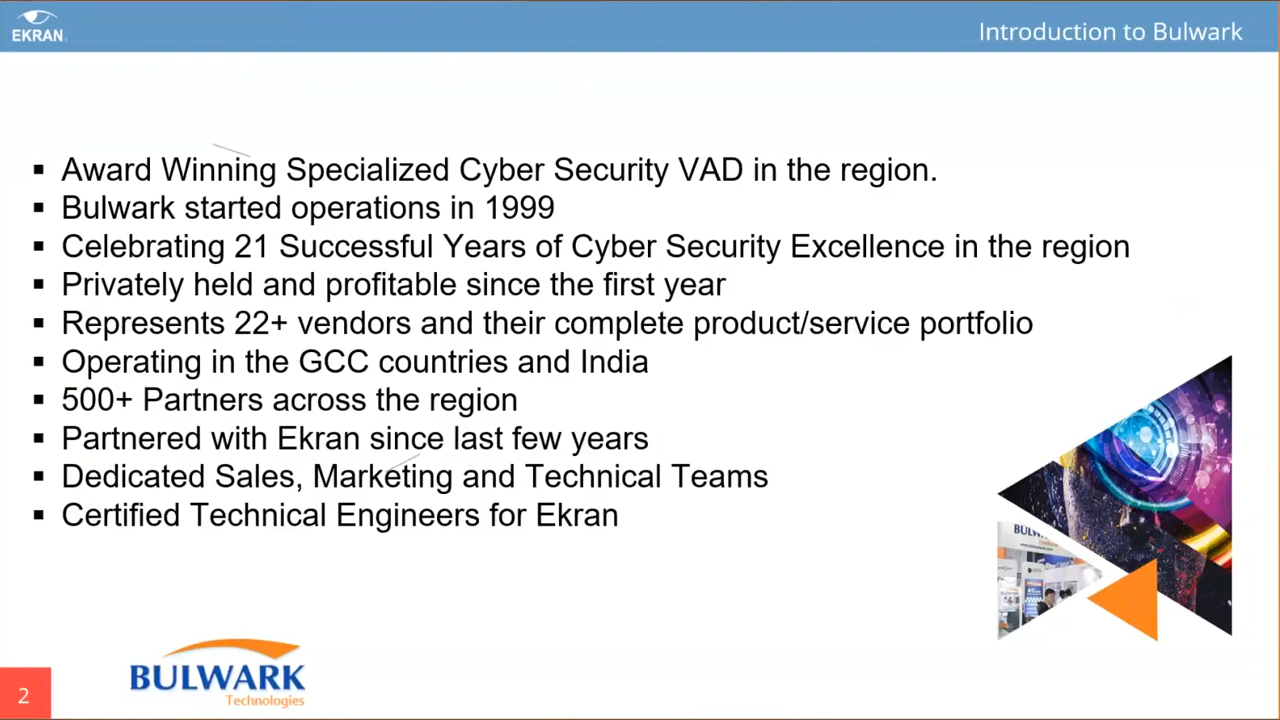 EKRAN
Introduction to Bulwark
▪ Award Winning Specialized Cyber Security VAD in the region.
▪ Bulwark started operations in 1999
▪ Celebrating 21 Successful Years of Cyber Security Excellence in the region
▪ Privately held and profitable since the first year
▪ Represents 22+ vendors and their complete product/service portfolio
▪ Operating in the GCC countries and India
▪ 500+ Partners across the region
▪ Partnered with Ekran since last few years
▪ Dedicated Sales, Marketing and Technical Teams
▪ Certified Technical Engineers for Ekran
BULWARK
Technologies
2